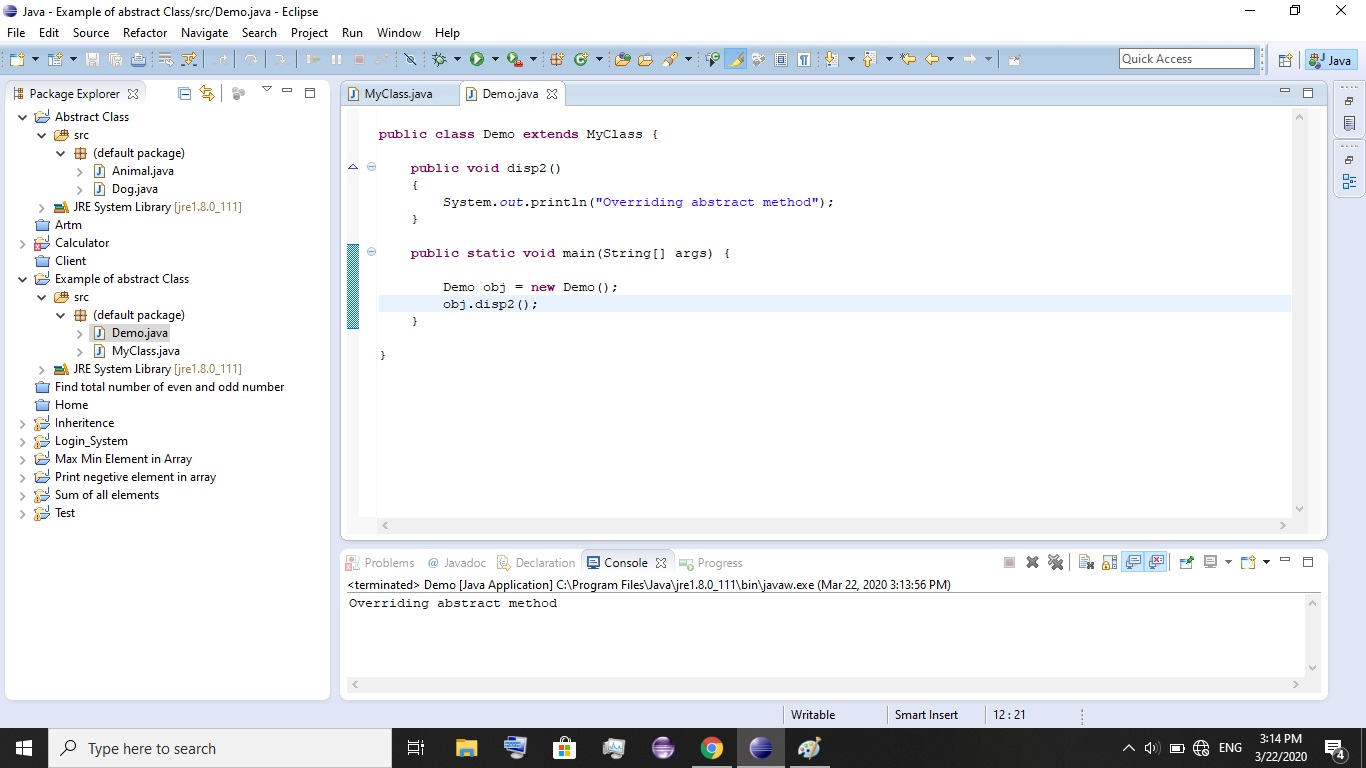 Java - Example of abstract Class/src/Demo.java - Eclipse
File Edit Source Refactor Navigate Search Project Run Window Help
Quick Access
Java
Package Explorer
Abstract Class
src
(default package)
Animal.java
Dog.java
JRE System Library [jre1.8.0_111]
Artm
Calculator
Client
Example of abstract Class
src
(default package)
Demo.java
MyClass.java
JRE System Library [jre1.8.0_111]
Find total number of even and odd number
Home
Inheritence
Login_System
Max Min Element in Array
Print negetive element in array
Sum of all elements
Test
MyClass.java Demo.java
public class Demo extends MyClass {
public void disp2()
{
System.out.println("Overriding abstract method");
}
public static void main(String[] args) {
Demo obj = new Demo();
obj.disp2();
}
}
Problems @ Javadoc Declaration Console Progress
<terminated> Demo [Java Application] C:\Program Files\Java\jre1.8.0_111\bin\javaw.exe (Mar 22, 2020 3:13:56 PM)
Overriding abstract method
Writable Smart Insert 12 : 21
Type here to search
ENG
3:14 PM
3/22/2020
4